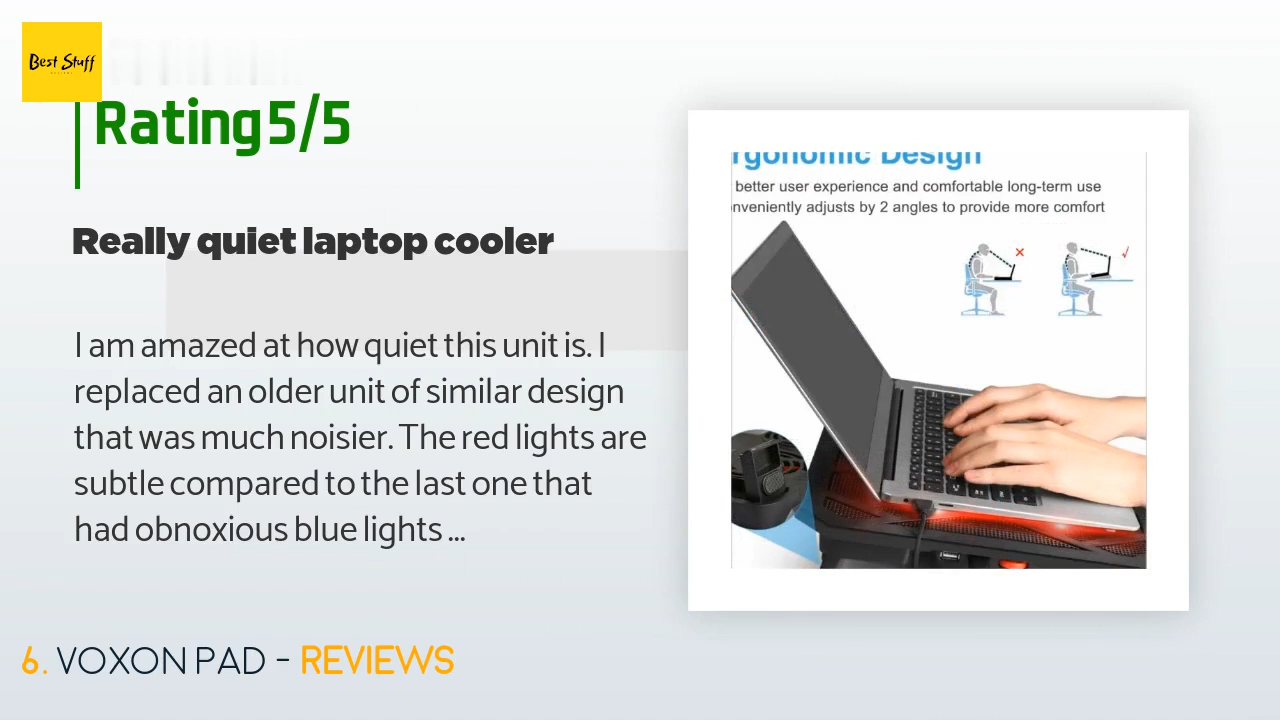 Best Stuff
Rating 5/5
Really quiet laptop cooler
I am amazed at how quiet this unit is. I
replaced an older unit of similar design
that was much noisier. The red lights are
subtle compared to the last one that
had obnoxious blue lights ...
rgonomic Design
better user experience and comfortable long-term use
nveniently adjusts by 2 angles to provide more comfort
6. VOXON PAD - REVIEWS